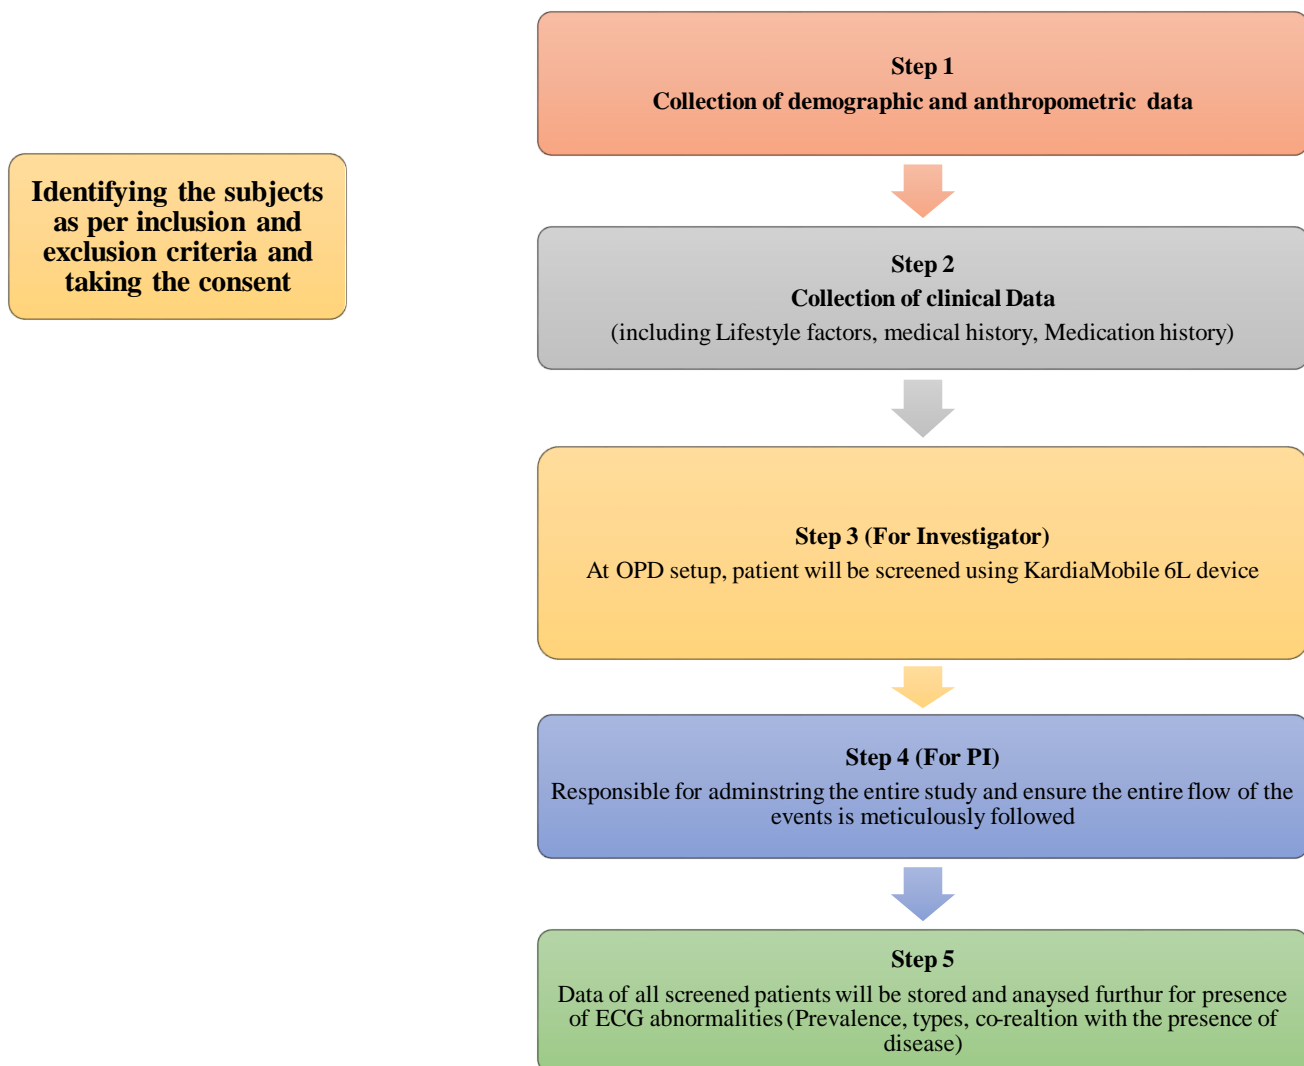 Identifying the subjects
as per inclusion and
exclusion criteria and
taking the consent
Step 1
Collection of demographic and anthropometric data
Step 2
Collection of clinical Data
(including Lifestyle factors, medical history, Medication history)
Step 3 (For Investigator)
At OPD setup, patient will be screened using KardiaMobile 6L device
Step 4 (For PI)
Responsible for adminstring the entire study and ensure the entire flow of the
events is meticulously followed
Step 5
Data of all screened patients will be stored and anaysed furthur for presence
of ECG abnormalities (Prevalence, types, co-realtion with the presence of
disease)